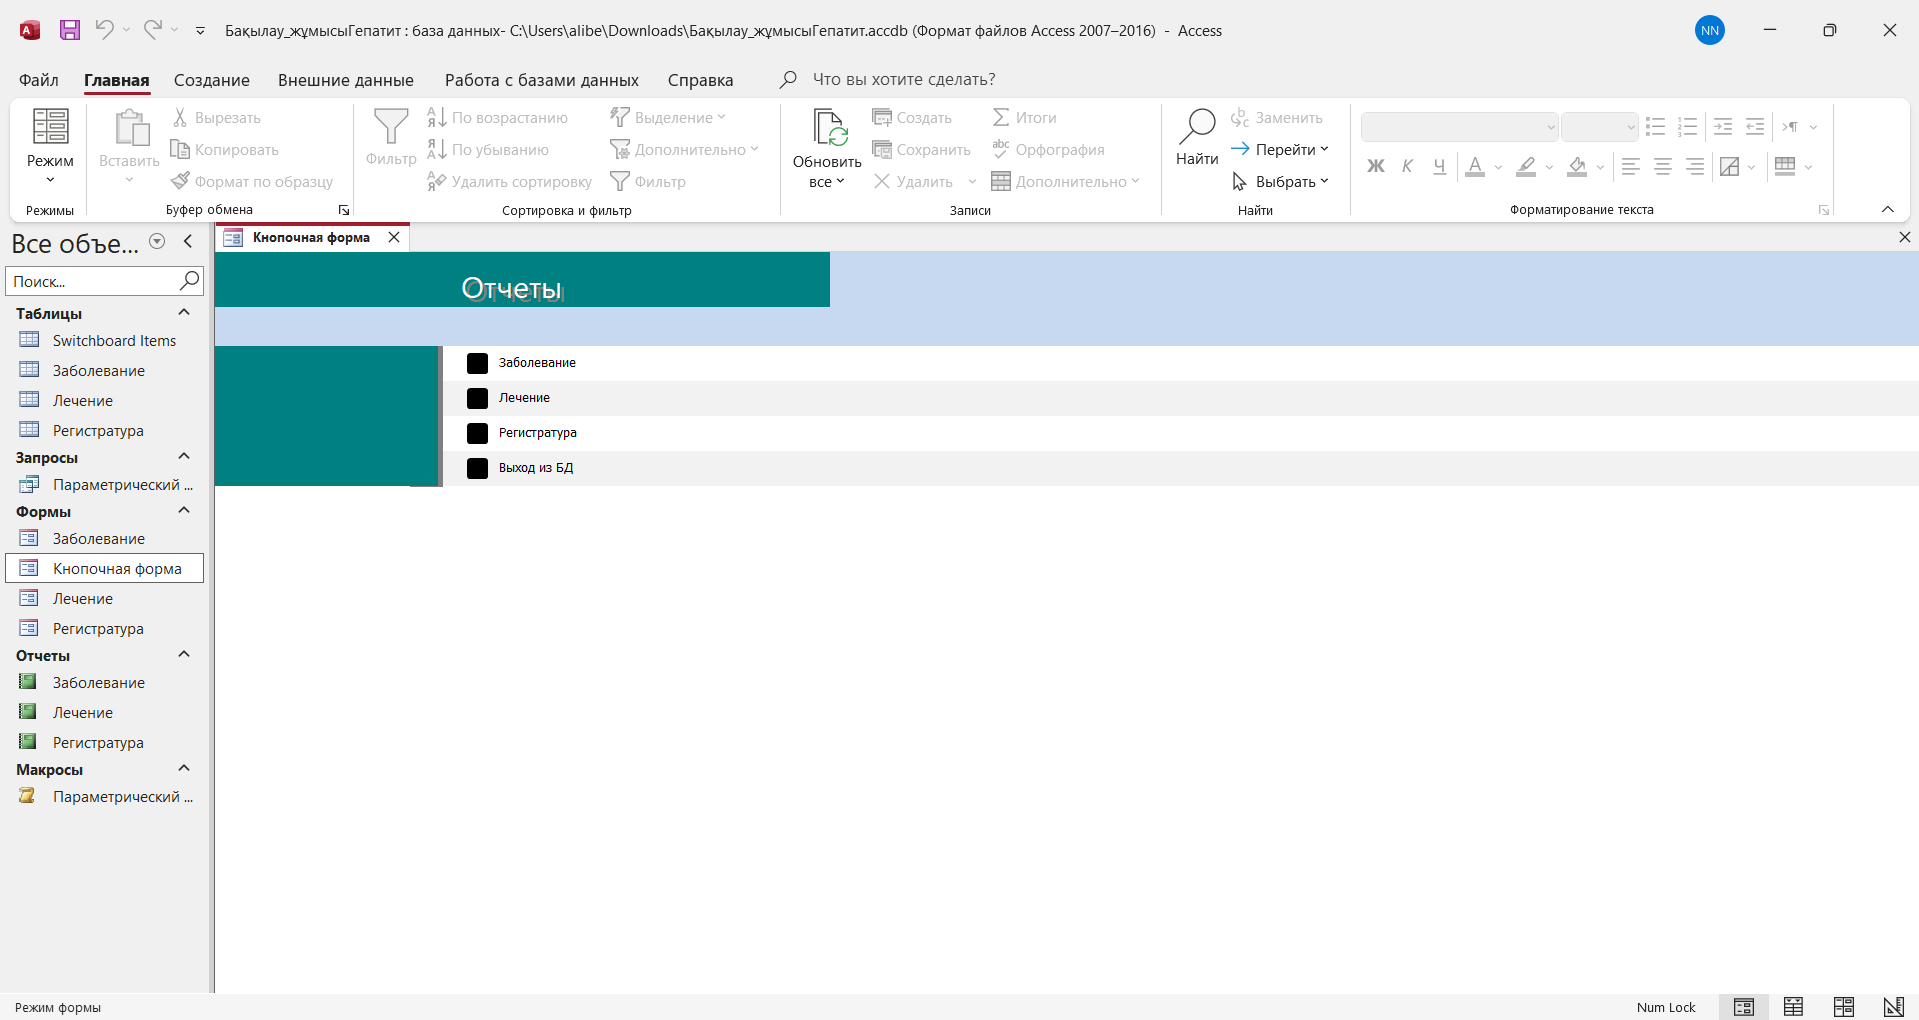 Бақылау_жұмысыГепатит : база данных- C:\Users\alibe\Downloads\Бақылау_жұмысыГепатит.accdb (Формат файлов Access 2007–2016) - Access
NN
Файл
Главная
Создание
Внешние данные
Работа с базами данных
Справка
Что вы хотите сделать?
Режим
Режимы
Вставить
Вырезать
Копировать
Формат по образцу
Буфер обмена
Фильтр
По возрастанию
По убыванию
Удалить сортировку
Выделение
Дополнительно
Фильтр
Сортировка и фильтр
Обновить
все
Создать
Сохранить
Удалить
Итоги
Орфография
Дополнительно
Записи
Найти
Заменить
Перейти
Выбрать
Найти
Ж К Ч А
Форматирование текста
Все объе...
Поиск...
Таблицы
Switchboard Items
Заболевание
Лечение
Регистратура
Запросы
Параметрический ...
Формы
Заболевание
Кнопочная форма
Лечение
Регистратура
Отчеты
Заболевание
Лечение
Регистратура
Макросы
Параметрический ...
Кнопочная форма
Отчеты
Заболевание
Лечение
Регистратура
Выход из БД
Режим формы
Num Lock